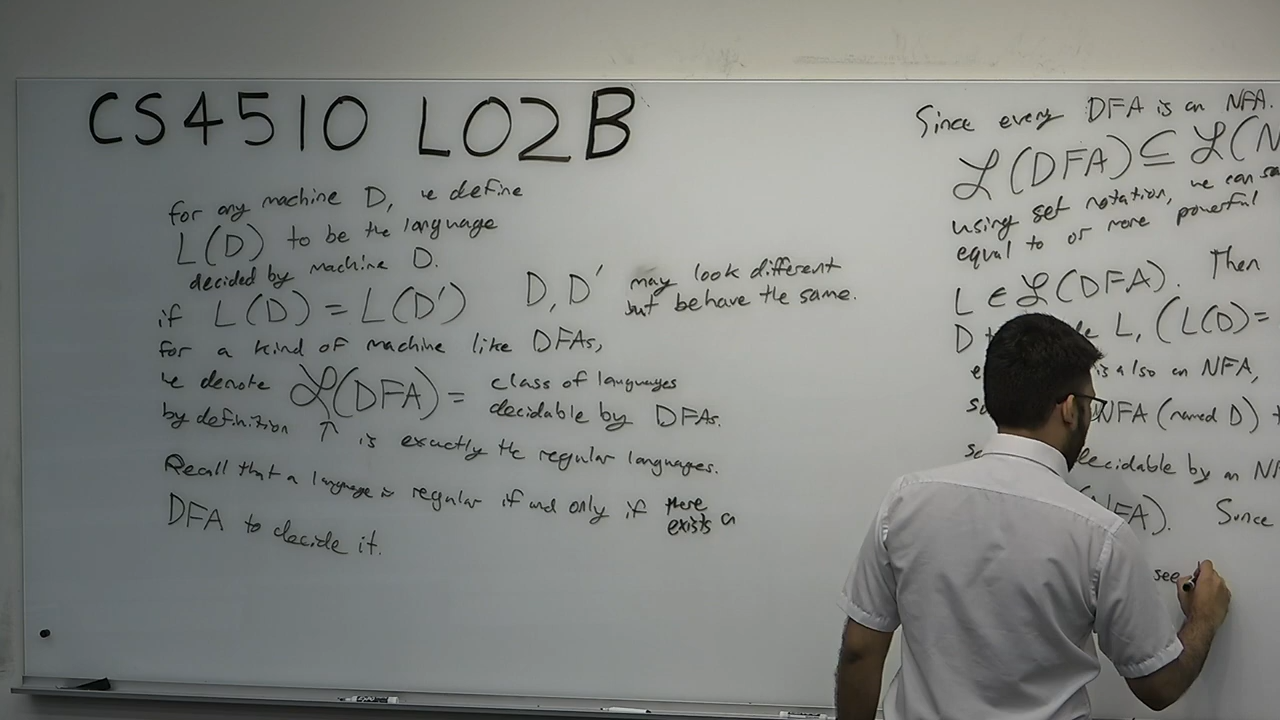 CS4510 L02B
for any machine D, we define
L(D) to be the language
decided by machine D.
if L(D) = L(D') D, D' may look different
but behave the same.
for a kind of machine like DFAs,
we denote ℒ(DFA) = class of languages
decidable by DFAs.
by definition ↑ is exactly the regular languages.
Recall that a language is regular if and only if there
exists a
DFA to decide it.
Since every DFA is an NFA.
ℒ(DFA) ⊆ ℒ(N
using set notation, we can sa
equal to or more powerful
L ∈ ℒ(DFA). Then
D L, (L(D)=
is also an NFA,
NFA (named D)
decidable by an NF
NFA). Since
see